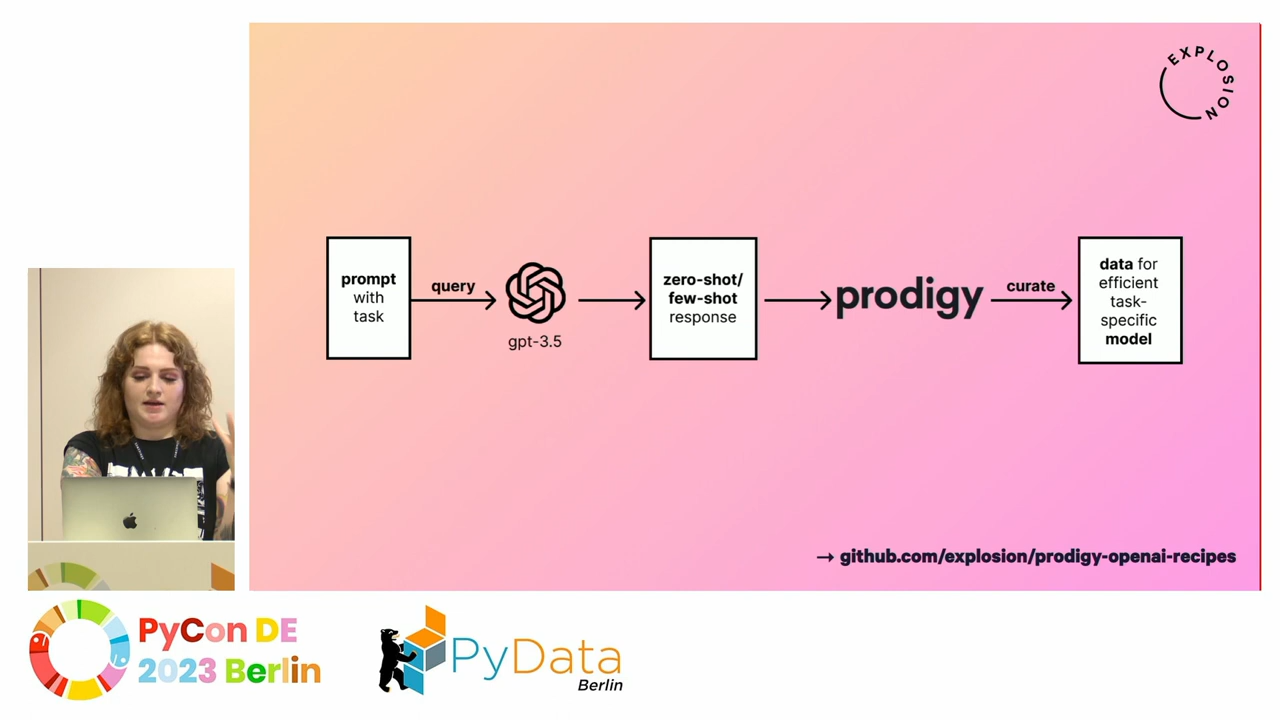 EXPLOSION
prompt
with
task
query
gpt-3.5
zero-shot/
few-shot
response
prodigy
curate
data for
efficient
task-
specific
model
→ github.com/explosion/prodigy-openai-recipes
PyCon DE
2023 Berlin
PyData
Berlin